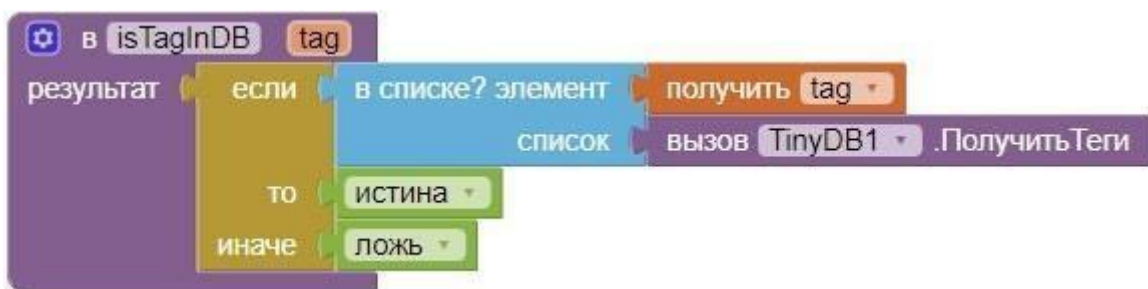 в isTagInDB tag
результат если в списке? элемент получить tag
список вызов TinyDB1 .ПолучитьТеги
то истина
иначе ложь